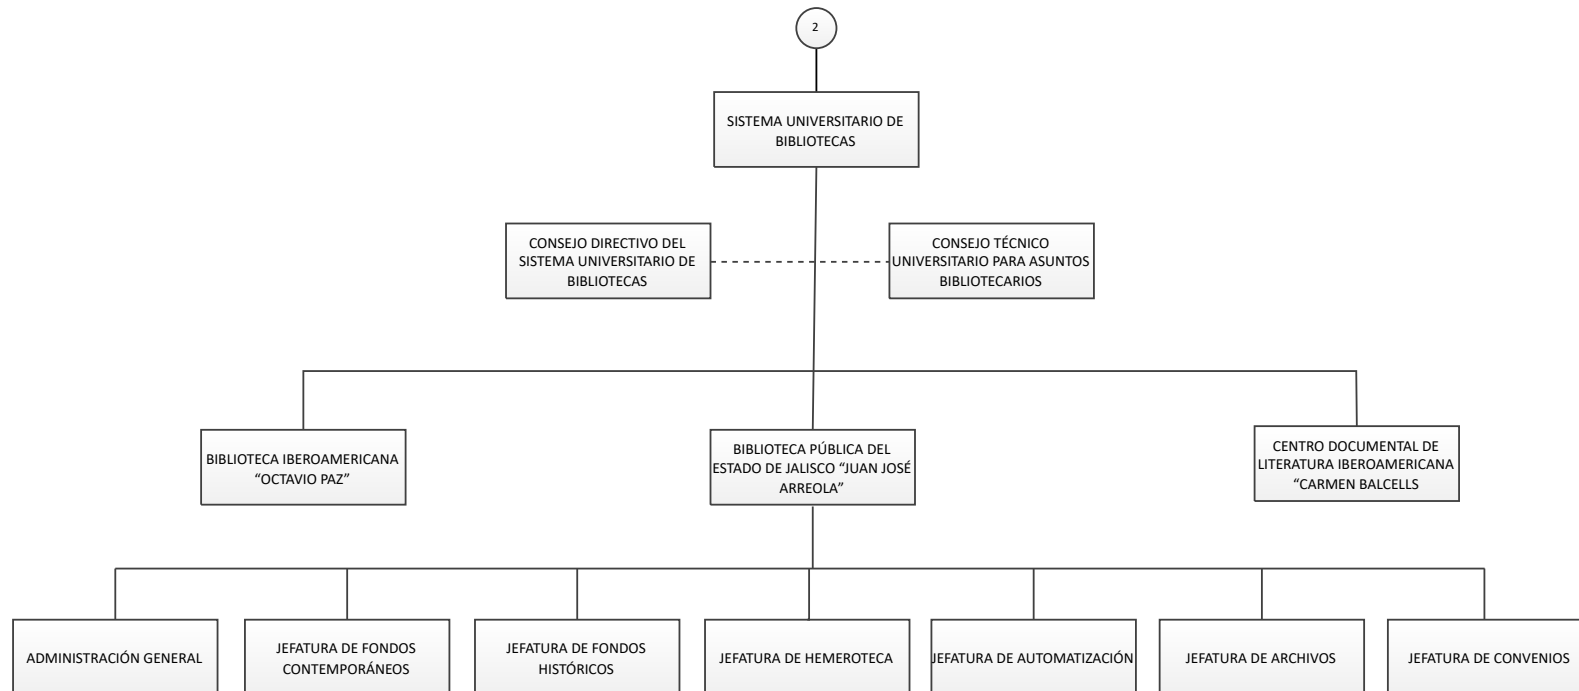 2
SISTEMA UNIVERSITARIO DE
BIBLIOTECAS
CONSEJO DIRECTIVO DEL
SISTEMA UNIVERSITARIO DE
BIBLIOTECAS
CONSEJO TÉCNICO
UNIVERSITARIO PARA ASUNTOS
BIBLIOTECARIOS
BIBLIOTECA IBEROAMERICANA
“OCTAVIO PAZ”
BIBLIOTECA PÚBLICA DEL
ESTADO DE JALISCO “JUAN JOSÉ
ARREOLA”
CENTRO DOCUMENTAL DE
LITERATURA IBEROAMERICANA
“CARMEN BALCELLS
ADMINISTRACIÓN GENERAL
JEFATURA DE FONDOS
CONTEMPORÁNEOS
JEFATURA DE FONDOS
HISTÓRICOS
JEFATURA DE HEMEROTECA
JEFATURA DE AUTOMATIZACIÓN
JEFATURA DE ARCHIVOS
JEFATURA DE CONVENIOS